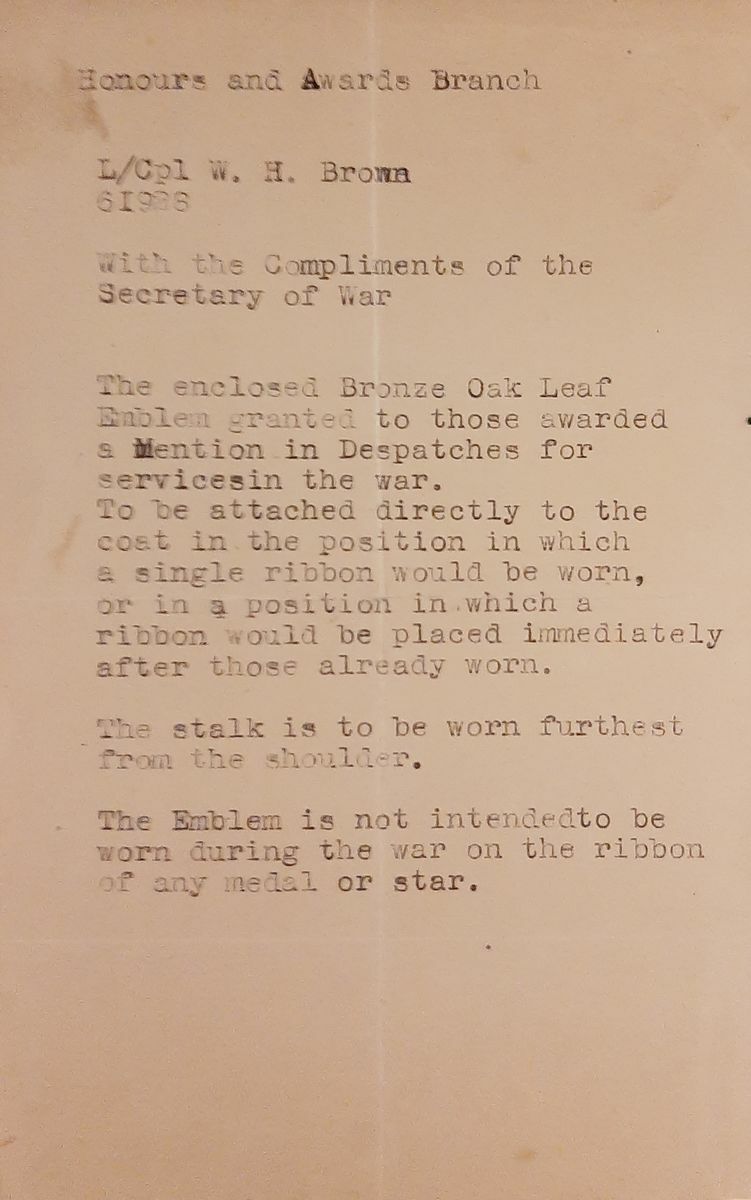 Honours and Awards Branch
L/Cpl W. H. Brown
With the Compliments of the
Secretary of War
The enclosed Bronze Oak Leaf
Emblem granted to those awarded
a Mention in Despatches for
servicesin the war.
To be attached directly to the
coat in the position in which
a single ribbon would be worn,
or in a position in which a
ribbon would be placed immediately
after those already worn.
The stalk is to be worn furthest
from the shoulder.
The Emblem is not intendedto be
worn during the war on the ribbon
of any medal or star.